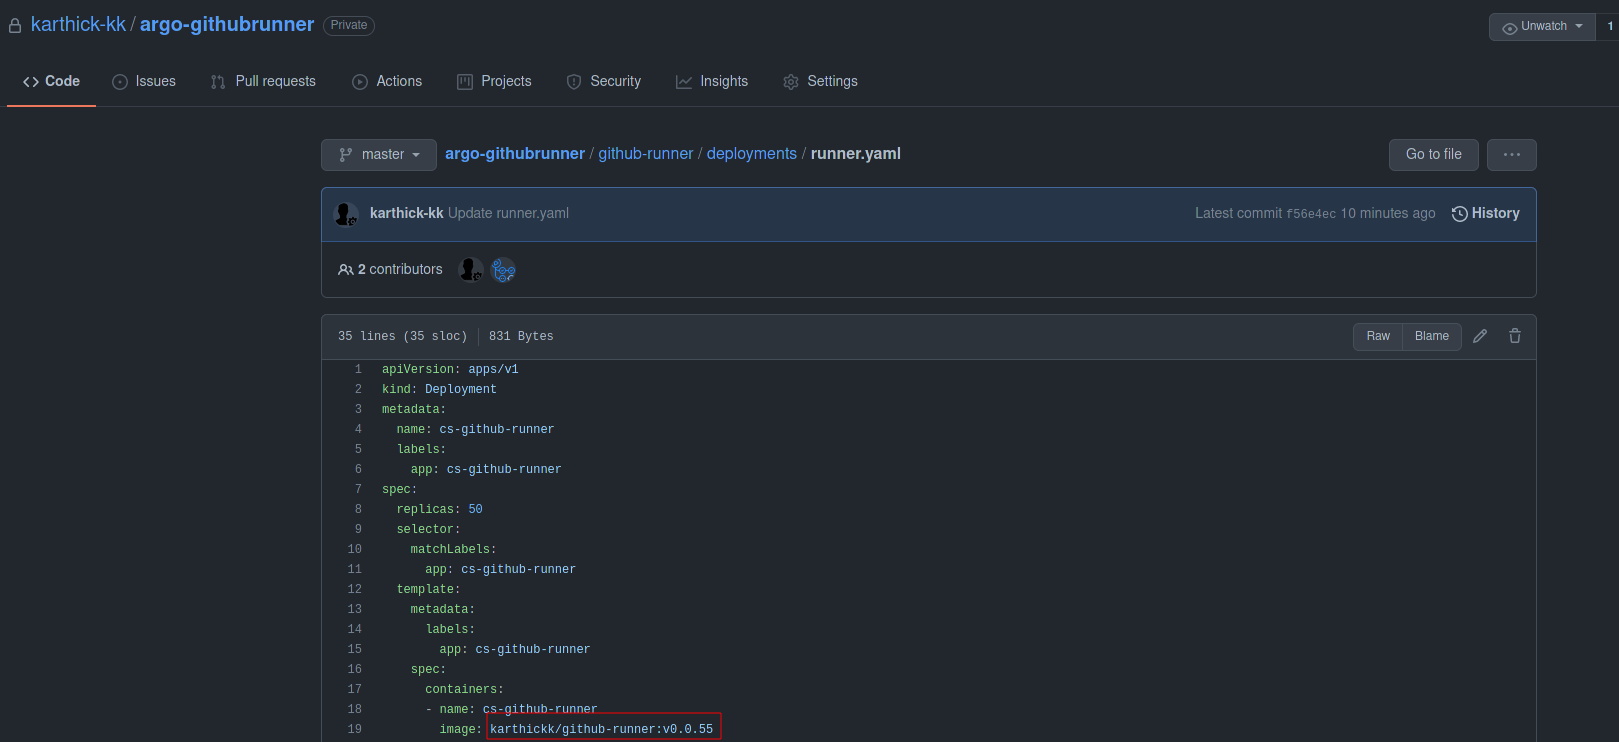 karthick-kk / argo-githubrunner Private
Unwatch 1
Code Issues Pull requests Actions Projects Security Insights Settings
master argo-githubrunner / github-runner / deployments / runner.yaml Go to file ...
karthick-kk Update runner.yaml Latest commit f56e4ec 10 minutes ago History
2 contributors
35 lines (35 sloc) 831 Bytes Raw Blame
1 apiVersion: apps/v1
2 kind: Deployment
3 metadata:
4 name: cs-github-runner
5 labels:
6 app: cs-github-runner
7 spec:
8 replicas: 50
9 selector:
10 matchLabels:
11 app: cs-github-runner
12 template:
13 metadata:
14 labels:
15 app: cs-github-runner
16 spec:
17 containers:
18 - name: cs-github-runner
19 image: karthickk/github-runner:v0.0.55